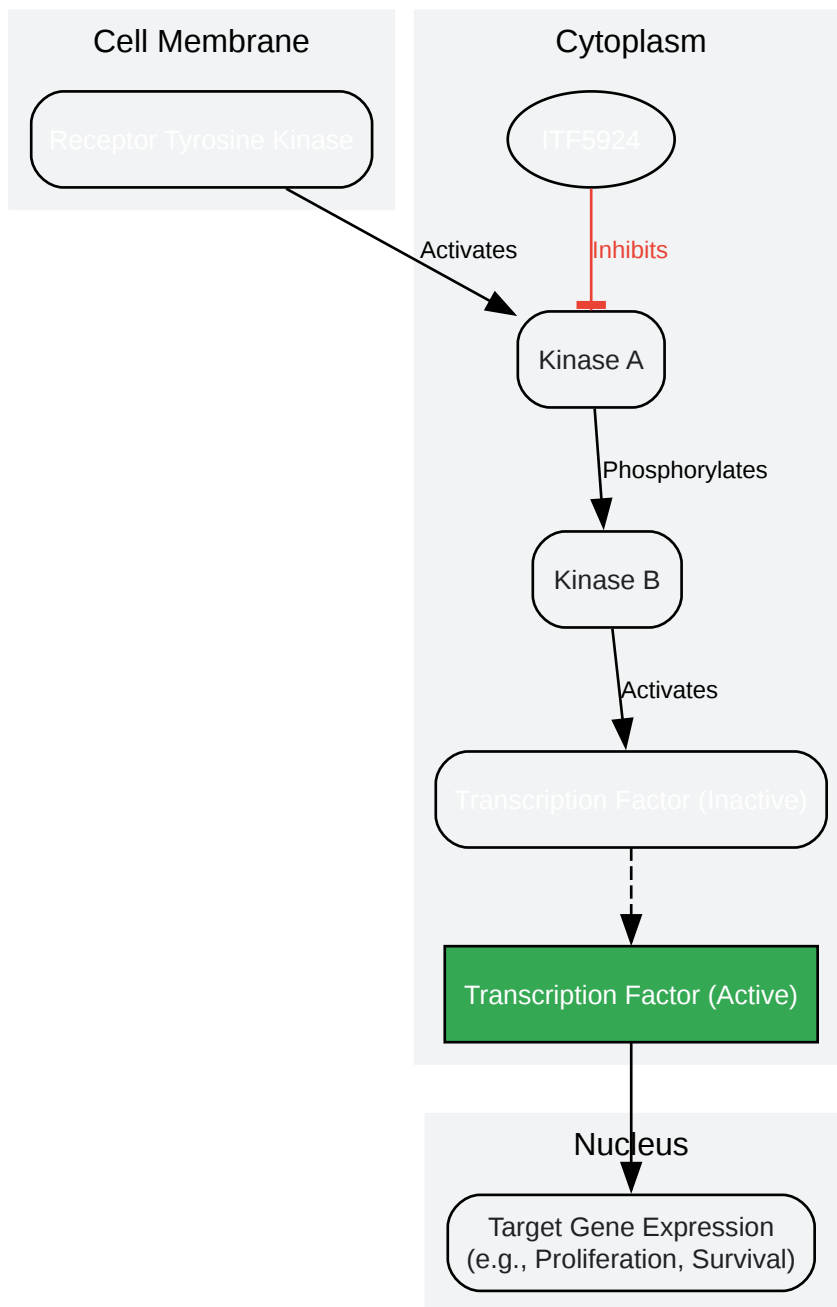 Cell Membrane
Cytoplasm
Receptor Tyrosine Kinase
ITF5924
Activates
Inhibits
Kinase A
Phosphorylates
Kinase B
Activates
Transcription Factor (Inactive)
Transcription Factor (Active)
Nucleus
Target Gene Expression
(e.g., Proliferation, Survival)